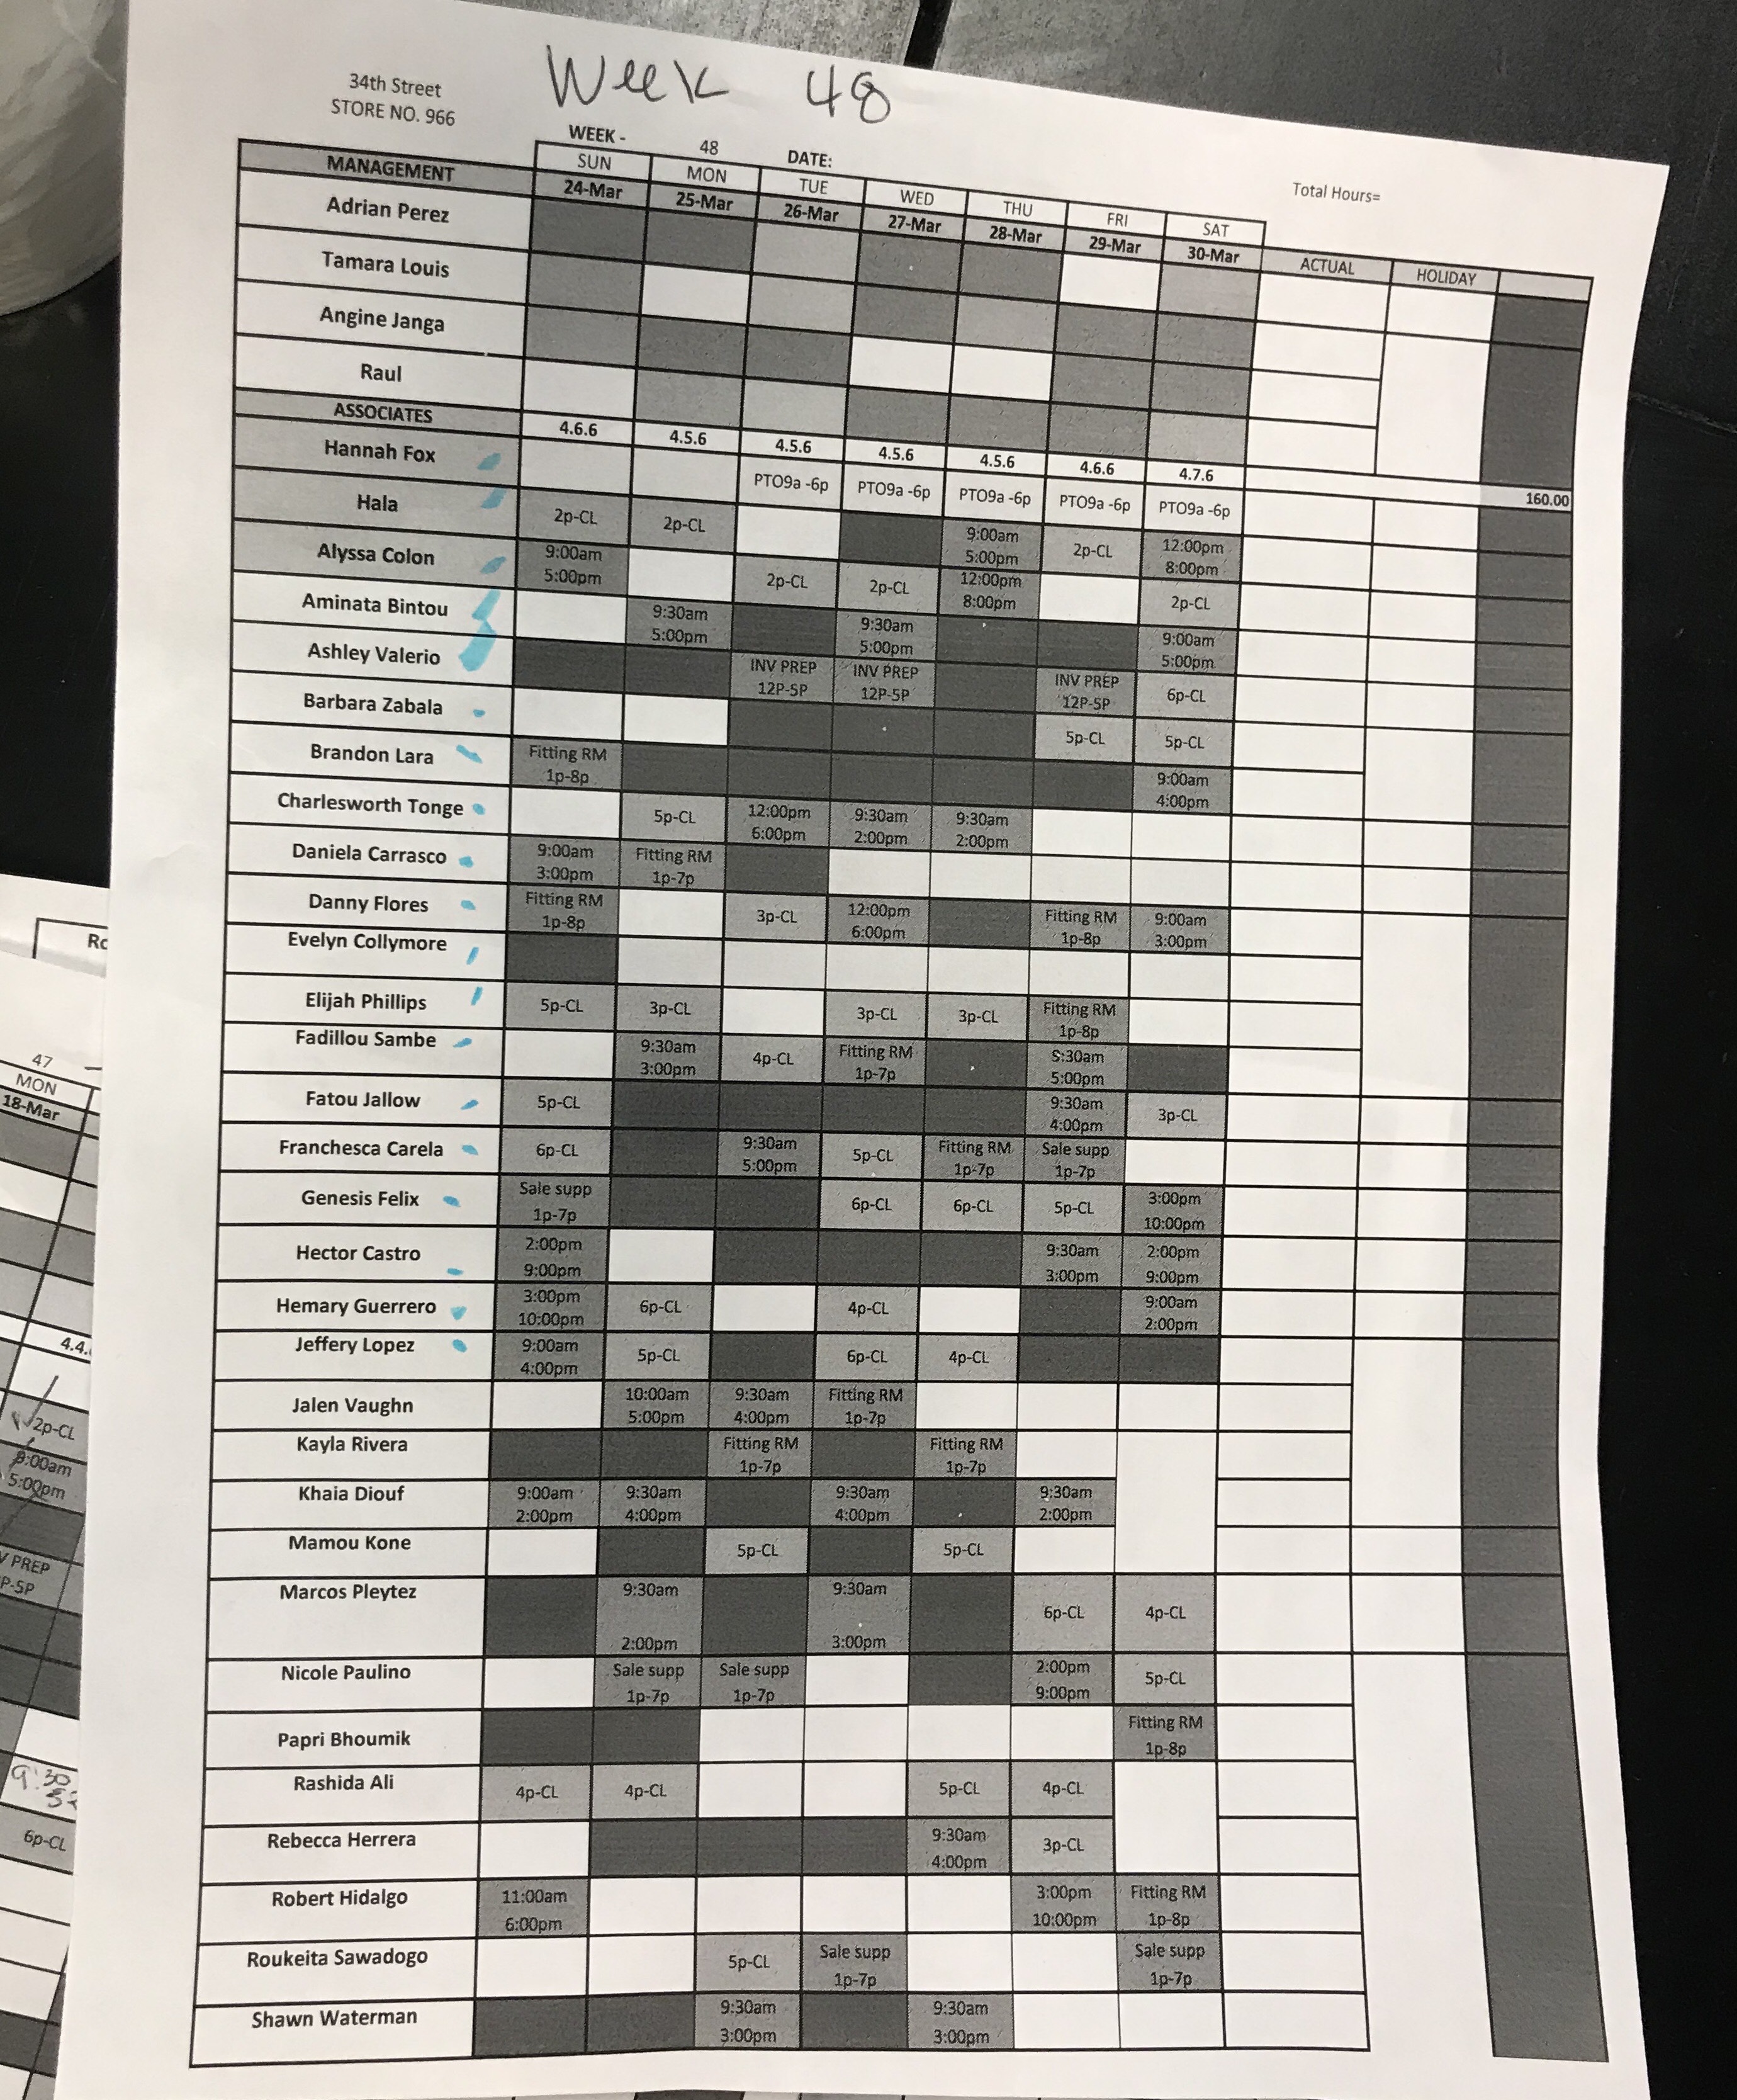 Week 48
34th Street
STORE NO. 966
WEEK - 48 DATE:
Total Hours=
MANAGEMENT SUN MON TUE WED THU FRI SAT
24-Mar 25-Mar 26-Mar 27-Mar 28-Mar 29-Mar 30-Mar ACTUAL HOLIDAY
Adrian Perez
Tamara Louis
Angine Janga
Raul
ASSOCIATES 4.6.6 4.5.6 4.5.6 4.5.6 4.5.6 4.6.6 4.7.6 160.00
Hannah Fox PTO9a -6p PTO9a -6p PTO9a -6p PTO9a -6p PTO9a -6p
Hala 2p-CL 2p-CL 9:00am 5:00pm 2p-CL 12:00pm 8:00pm
Alyssa Colon 9:00am 5:00pm 2p-CL 2p-CL 12:00pm 8:00pm 2p-CL
Aminata Bintou 9:30am 5:00pm 9:30am 5:00pm 9:00am 5:00pm
Ashley Valerio INV PREP 12P-5P INV PREP 12P-5P INV PREP 12P-5P 6p-CL
Barbara Zabala 5p-CL 5p-CL
Brandon Lara Fitting RM 1p-8p 9:00am 4:00pm
Charlesworth Tonge 5p-CL 12:00pm 6:00pm 9:30am 2:00pm 9:30am 2:00pm
Daniela Carrasco 9:00am 3:00pm Fitting RM 1p-7p
Danny Flores Fitting RM 1p-8p 3p-CL 12:00pm 6:00pm Fitting RM 1p-8p 9:00am 3:00pm
Evelyn Collymore
Elijah Phillips 5p-CL 3p-CL 3p-CL 3p-CL Fitting RM 1p-8p
Fadillou Sambe 9:30am 3:00pm 4p-CL Fitting RM 1p-7p 5:00pm
Fatou Jallow 5p-CL 9:30am 4:00pm 3p-CL
Franchesca Carela 6p-CL 9:30am 5:00pm 5p-CL Fitting RM 1p-7p Sale supp 1p-7p
Genesis Felix Sale supp 1p-7p 6p-CL 6p-CL 5p-CL 3:00pm 10:00pm
Hector Castro 2:00pm 9:00pm 9:30am 3:00pm 2:00pm 9:00pm
Hemary Guerrero 3:00pm 10:00pm 6p-CL 4p-CL 9:00am 2:00pm
Jeffery Lopez 9:00am 4:00pm 5p-CL 6p-CL 4p-CL
Jalen Vaughn 10:00am 5:00pm 9:30am 4:00pm Fitting RM 1p-7p
Kayla Rivera Fitting RM 1p-7p Fitting RM 1p-7p
Khaia Diouf 9:00am 2:00pm 9:30am 4:00pm 9:30am 4:00pm 9:30am 2:00pm
Mamou Kone 5p-CL 5p-CL
Marcos Pleytez 9:30am 2:00pm 9:30am 3:00pm 6p-CL 4p-CL
Nicole Paulino Sale supp 1p-7p Sale supp 1p-7p 2:00pm 9:00pm 5p-CL
Papri Bhoumik Fitting RM 1p-8p
Rashida Ali 4p-CL 4p-CL 5p-CL 4p-CL
Rebecca Herrera 9:30am 4:00pm 3p-CL
Robert Hidalgo 11:00am 6:00pm 3:00pm 10:00pm Fitting RM 1p-8p
Roukeita Sawadogo 5p-CL Sale supp 1p-7p Sale supp 1p-7p
Shawn Waterman 9:30am 3:00pm 9:30am 3:00pm
47
MON
18-Mar
2p-CL
5:00pm
PREP
6p-CL